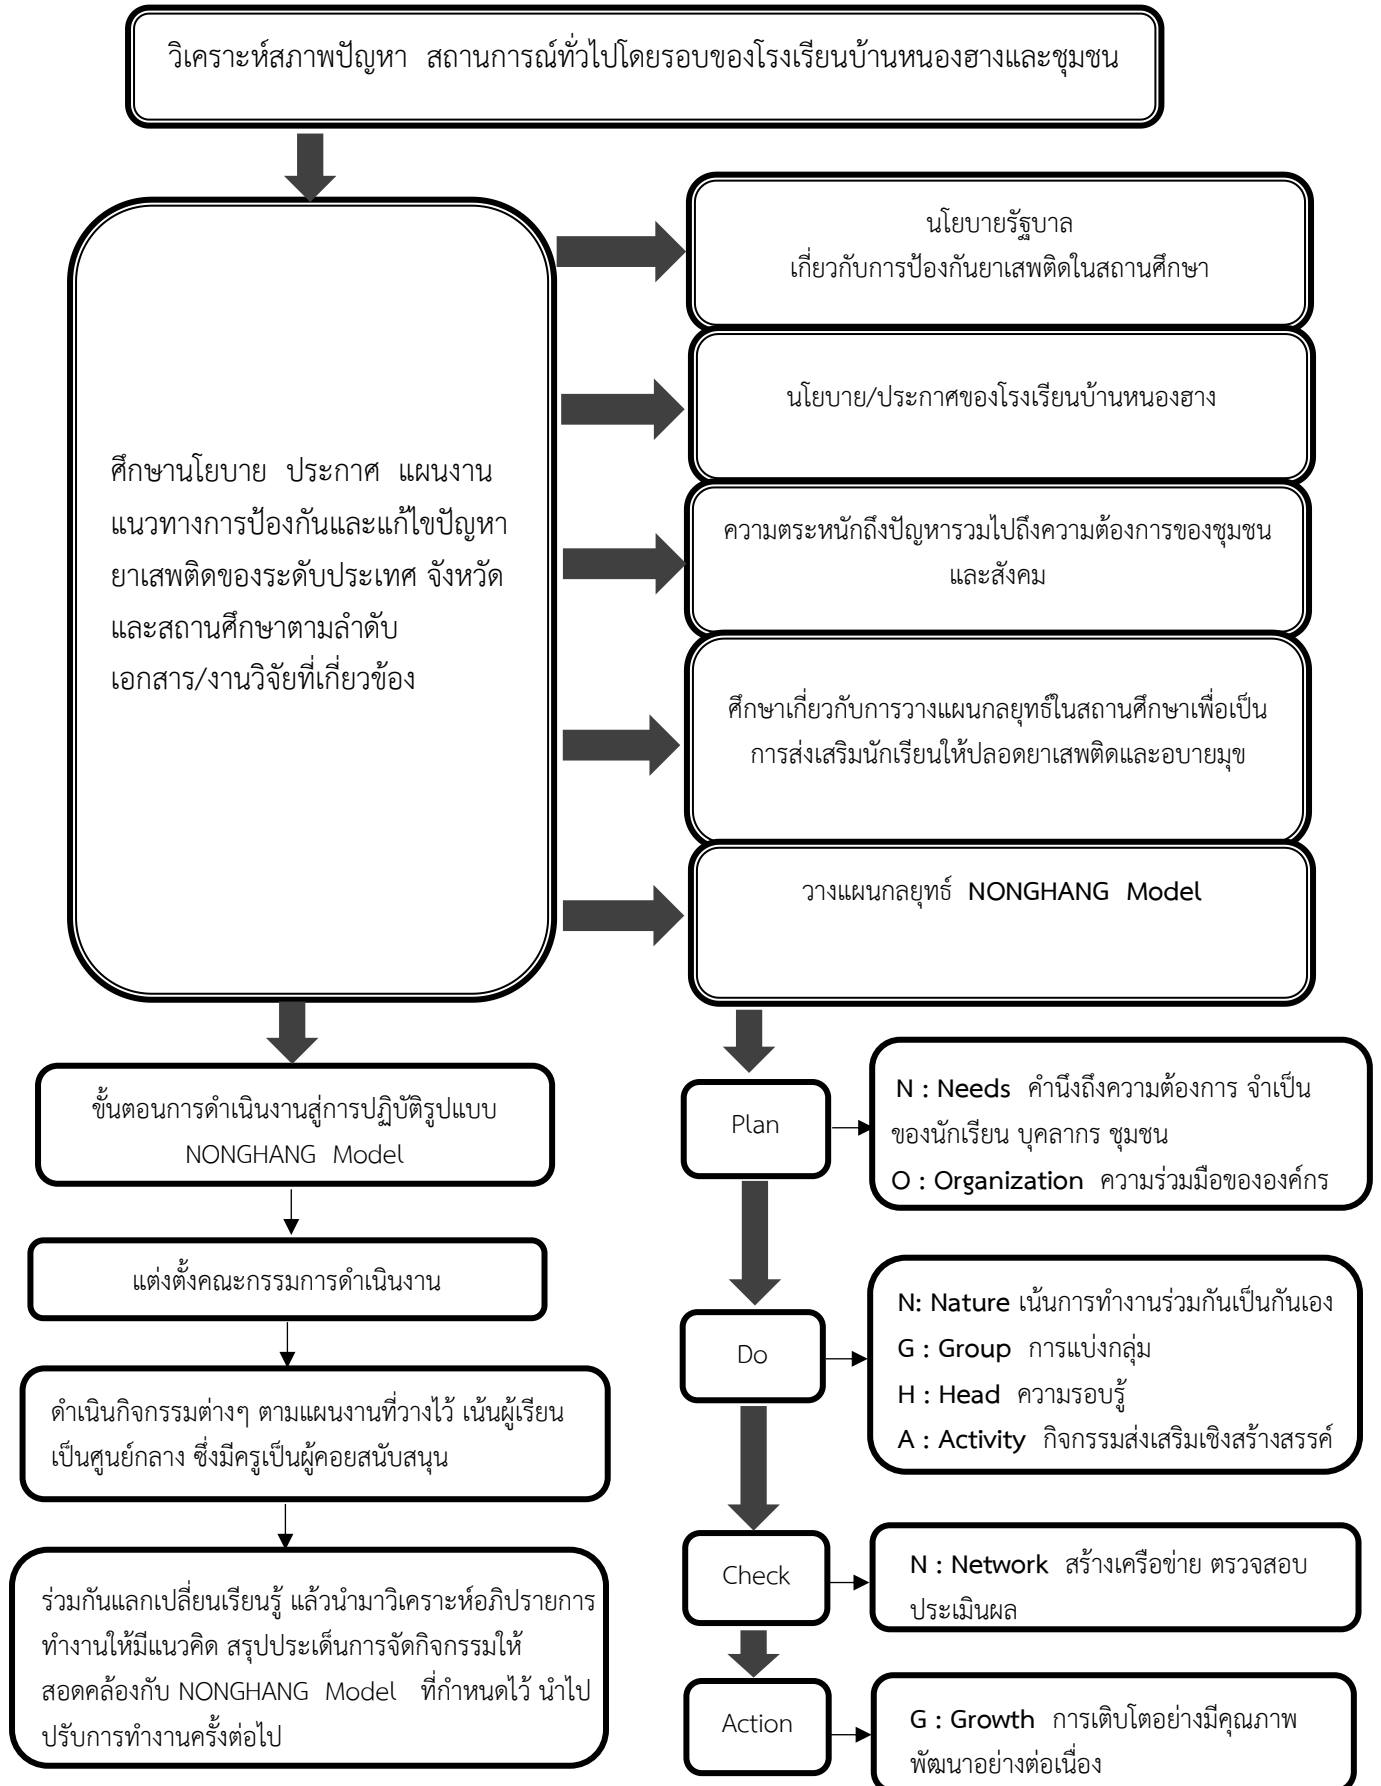 วิเคราะห์สภาพปัญหา สถานการณ์ทั่วไปโดยรอบของโรงเรียนบ้านหนองฮางและชุมชน
ศึกษานโยบาย ประกาศ แผนงาน
แนวทางการป้องกันและแก้ไขปัญหา
ยาเสพติดของระดับประเทศ จังหวัด
และสถานศึกษาตามลำดับ
เอกสาร/งานวิจัยที่เกี่ยวข้อง
นโยบายรัฐบาล
เกี่ยวกับการป้องกันยาเสพติดในสถานศึกษา
นโยบาย/ประกาศของโรงเรียนบ้านหนองฮาง
ความตระหนักถึงปัญหารวมไปถึงความต้องการของชุมชน
และสังคม
ศึกษาเกี่ยวกับการวางแผนกลยุทธ์ในสถานศึกษาเพื่อเป็น
การส่งเสริมนักเรียนให้ปลอดยาเสพติดและอบายมุข
วางแผนกลยุทธ์ NONGHANG Model
ขั้นตอนการดำเนินงานสู่การปฏิบัติรูปแบบ
NONGHANG Model
แต่งตั้งคณะกรรมการดำเนินงาน
ดำเนินกิจกรรมต่างๆ ตามแผนงานที่วางไว้ เน้นผู้เรียน
เป็นศูนย์กลาง ซึ่งมีครูเป็นผู้คอยสนับสนุน
ร่วมกันแลกเปลี่ยนเรียนรู้ แล้วนำมาวิเคราะห์อภิปรายการ
ทำงานให้มีแนวคิด สรุปประเด็นการจัดกิจกรรมให้
สอดคล้องกับ NONGHANG Model ที่กำหนดไว้ นำไป
ปรับการทำงานครั้งต่อไป
Plan
N : Needs คำนึงถึงความต้องการ จำเป็น
ของนักเรียน บุคลากร ชุมชน
O : Organization ความร่วมมือขององค์กร
Do
N: Nature เน้นการทำงานร่วมกันเป็นกันเอง
G : Group การแบ่งกลุ่ม
H : Head ความรอบรู้
A : Activity กิจกรรมส่งเสริมเชิงสร้างสรรค์
Check
N : Network สร้างเครือข่าย ตรวจสอบ
ประเมินผล
Action
G : Growth การเติบโตอย่างมีคุณภาพ
พัฒนาอย่างต่อเนื่อง